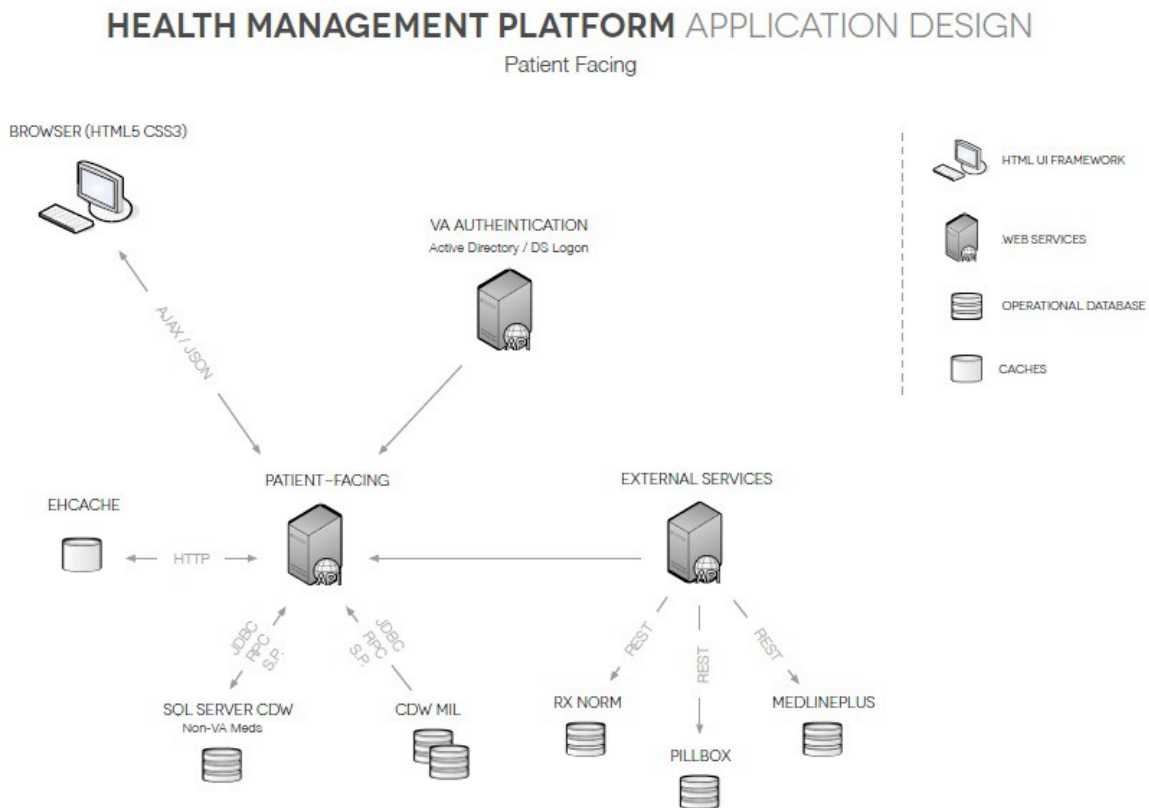 HEALTH MANAGEMENT PLATFORM APPLICATION DESIGN
Patient Facing
BROWSER (HTML5 CSS3)
HTML UI FRAMEWORK
VA AUTHEINTICATION
Active Directory / DS Logon
API
API
WEB SERVICES
OPERATIONAL DATABASE
CACHES
AJAX / JSON
PATIENT-FACING
EXTERNAL SERVICES
EHCACHE
HTTP
API
API
JDBC
RPC
S.P.
JDBC
RPC
S.P.
REST
REST
REST
SQL SERVER CDW
Non-VA Meds
CDW MIL
RX NORM
PILLBOX
MEDLINEPLUS